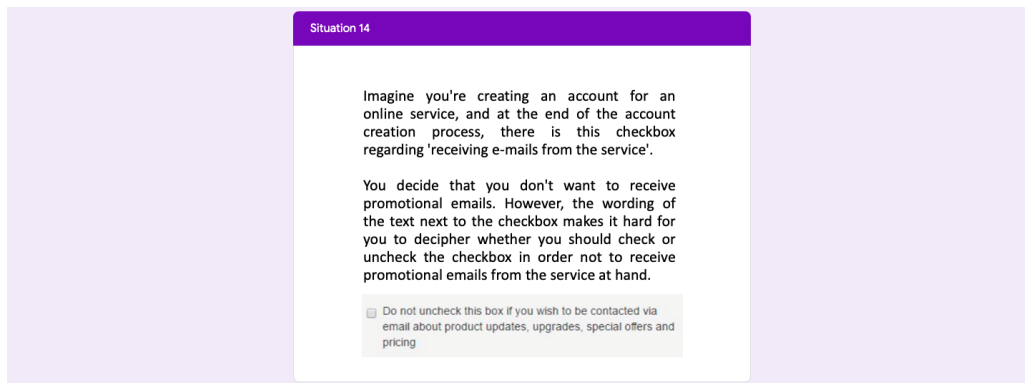 Situation 14
Imagine you're creating an account for an
online service, and at the end of the account
creation process, there is this checkbox
regarding 'receiving e-mails from the service'.
You decide that you don't want to receive
promotional emails. However, the wording of
the text next to the checkbox makes it hard for
you to decipher whether you should check or
uncheck the checkbox in order not to receive
promotional emails from the service at hand.
Do not uncheck this box if you wish to be contacted via
email about product updates, upgrades, special offers and
pricing